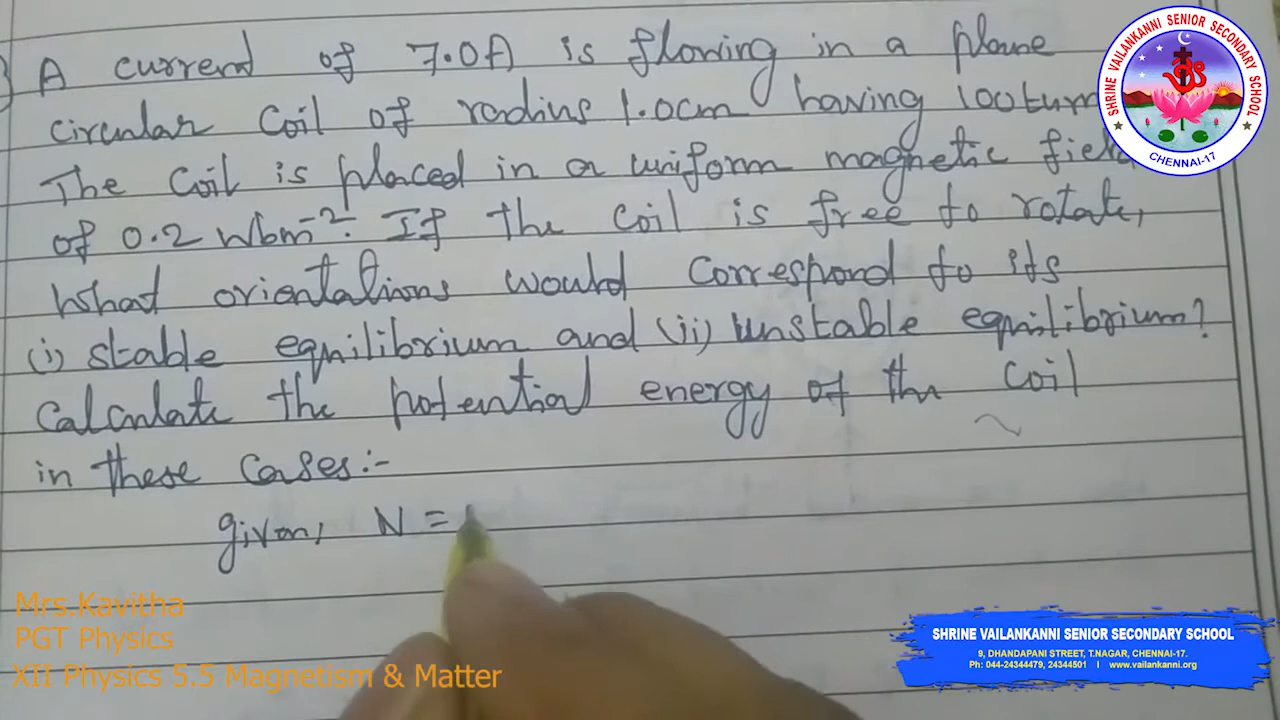 A current of 7.0A is flowing in a plane
circular coil of radius 1.0cm having 100turn
The coil is placed in a uniform magnetic field
of 0.2 Wbm⁻². If the coil is free to rotate,
What orientations would correspond to its
(i) stable equilibrium and (ii) unstable equilibrium?
Calculate the potential energy of the coil
in these cases:-
given, N =
Mrs.Kavitha
PGT Physics
XII Physics 5.5 Magnetism & Matter
SHRINE VAILANKANNI SENIOR SECONDARY SCHOOL
CHENNAI-17
SHRINE VAILANKANNI SENIOR SECONDARY SCHOOL
9, DHANDAPANI STREET, T.NAGAR, CHENNAI-17.
Ph: 044-24344479, 24344501 | www.vailankanni.org